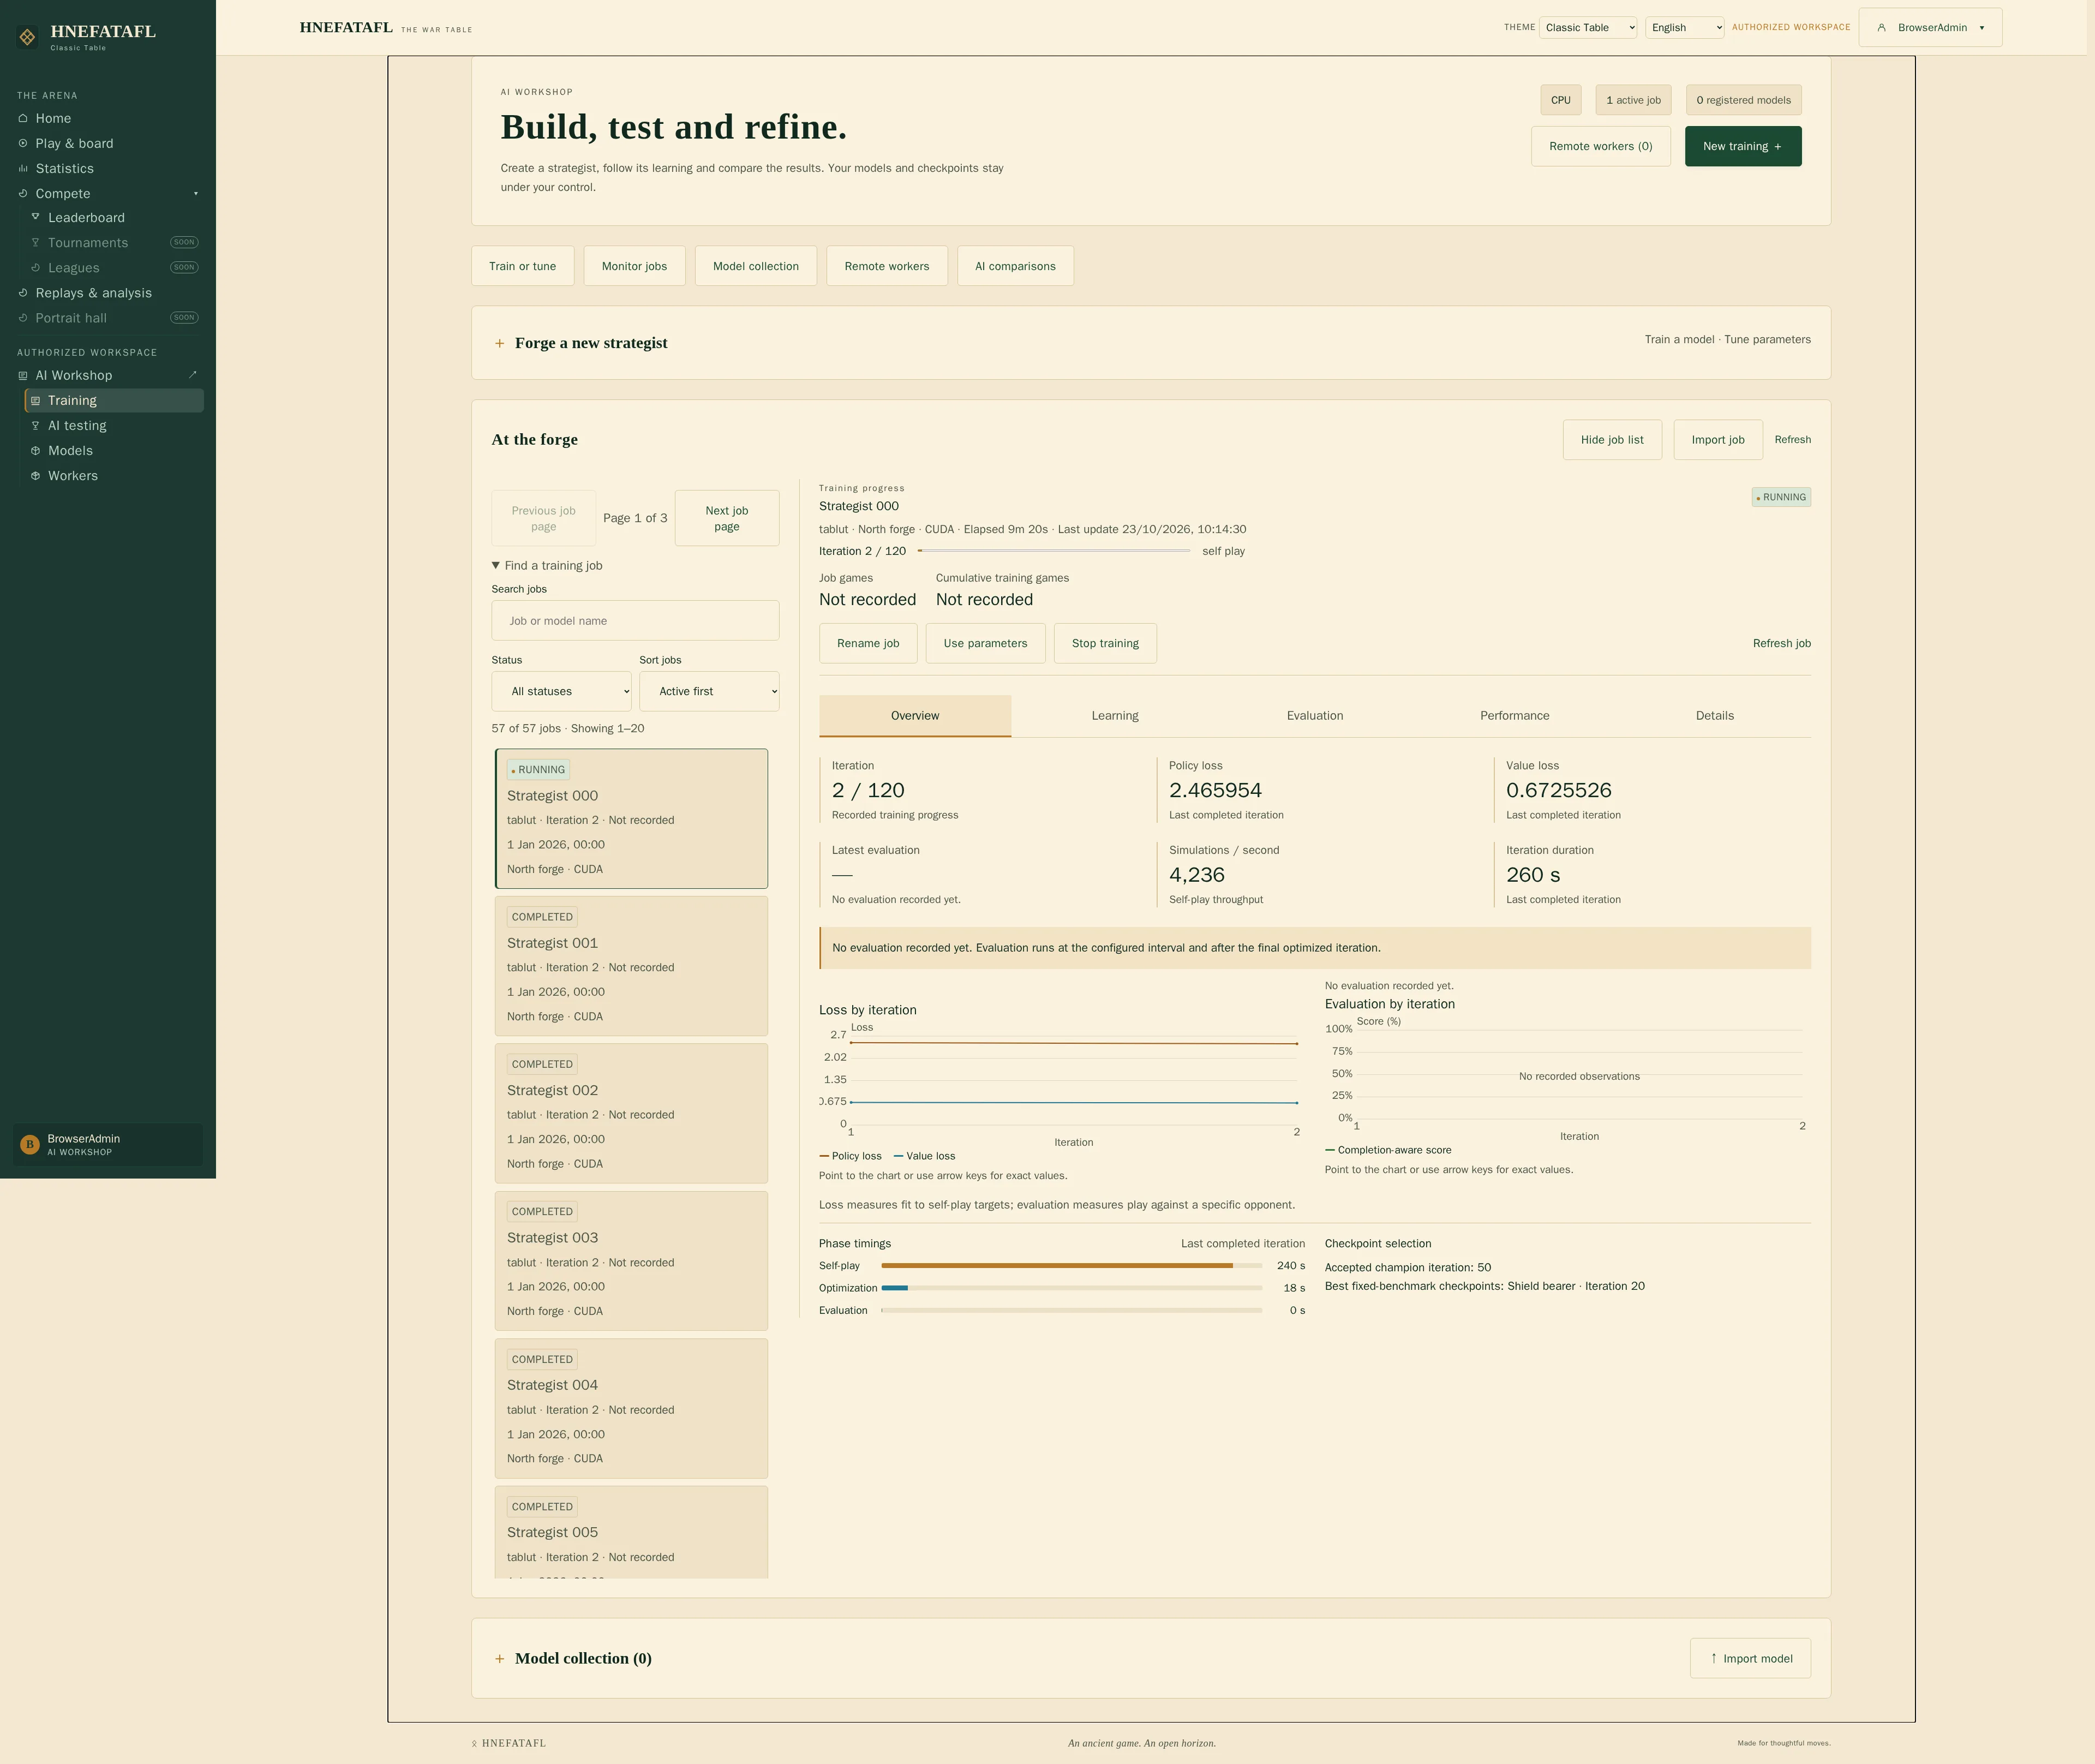 HNEFATAFL
Classic Table
THE ARENA
Home
Play & board
Statistics
Compete
Leaderboard
Tournaments SOON
Leagues SOON
Replays & analysis
Portrait hall SOON
AUTHORIZED WORKSPACE
AI Workshop
Training
AI testing
Models
Workers
B BrowserAdmin
AI WORKSHOP
HNEFATAFL THE WAR TABLE
THEME Classic Table English AUTHORIZED WORKSPACE BrowserAdmin
AI WORKSHOP
Build, test and refine.
Create a strategist, follow its learning and compare the results. Your models and checkpoints stay
under your control.
CPU 1 active job 0 registered models
Remote workers (0) New training +
Train or tune Monitor jobs Model collection Remote workers AI comparisons
+ Forge a new strategist Train a model · Tune parameters
At the forge Hide job list Import job Refresh
Previous job
page
Page 1 of 3
Next job
page
Find a training job
Search jobs
Job or model name
Status Sort jobs
All statuses Active first
57 of 57 jobs · Showing 1–20
RUNNING
Strategist 000
tablut · Iteration 2 · Not recorded
1 Jan 2026, 00:00
North forge · CUDA
COMPLETED
Strategist 001
tablut · Iteration 2 · Not recorded
1 Jan 2026, 00:00
North forge · CUDA
COMPLETED
Strategist 002
tablut · Iteration 2 · Not recorded
1 Jan 2026, 00:00
North forge · CUDA
COMPLETED
Strategist 003
tablut · Iteration 2 · Not recorded
1 Jan 2026, 00:00
North forge · CUDA
COMPLETED
Strategist 004
tablut · Iteration 2 · Not recorded
1 Jan 2026, 00:00
North forge · CUDA
COMPLETED
Strategist 005
tablut · Iteration 2 · Not recorded
Training progress
Strategist 000 RUNNING
tablut · North forge · CUDA · Elapsed 9m 20s · Last update 23/10/2026, 10:14:30
Iteration 2 / 120 self play
Job games Cumulative training games
Not recorded Not recorded
Rename job Use parameters Stop training Refresh job
Overview Learning Evaluation Performance Details
Iteration Policy loss Value loss
2 / 120 2.465954 0.6725526
Recorded training progress Last completed iteration Last completed iteration
Latest evaluation Simulations / second Iteration duration
— 4,236 260 s
No evaluation recorded yet. Self-play throughput Last completed iteration
No evaluation recorded yet. Evaluation runs at the configured interval and after the final optimized iteration.
Loss by iteration
Loss
2.7
2.02
1.35
0.675
0
1 2
Iteration
Policy loss Value loss
Point to the chart or use arrow keys for exact values.
No evaluation recorded yet.
Evaluation by iteration
Score (%)
100%
75%
50%
No recorded observations
25%
0%
1 2
Iteration
Completion-aware score
Point to the chart or use arrow keys for exact values.
Loss measures fit to self-play targets; evaluation measures play against a specific opponent.
Phase timings Last completed iteration
Self-play 240 s
Optimization 18 s
Evaluation 0 s
Checkpoint selection
Accepted champion iteration: 50
Best fixed-benchmark checkpoints: Shield bearer · Iteration 20
+ Model collection (0) ↑ Import model
HNEFATAFL An ancient game. An open horizon. Made for thoughtful moves.